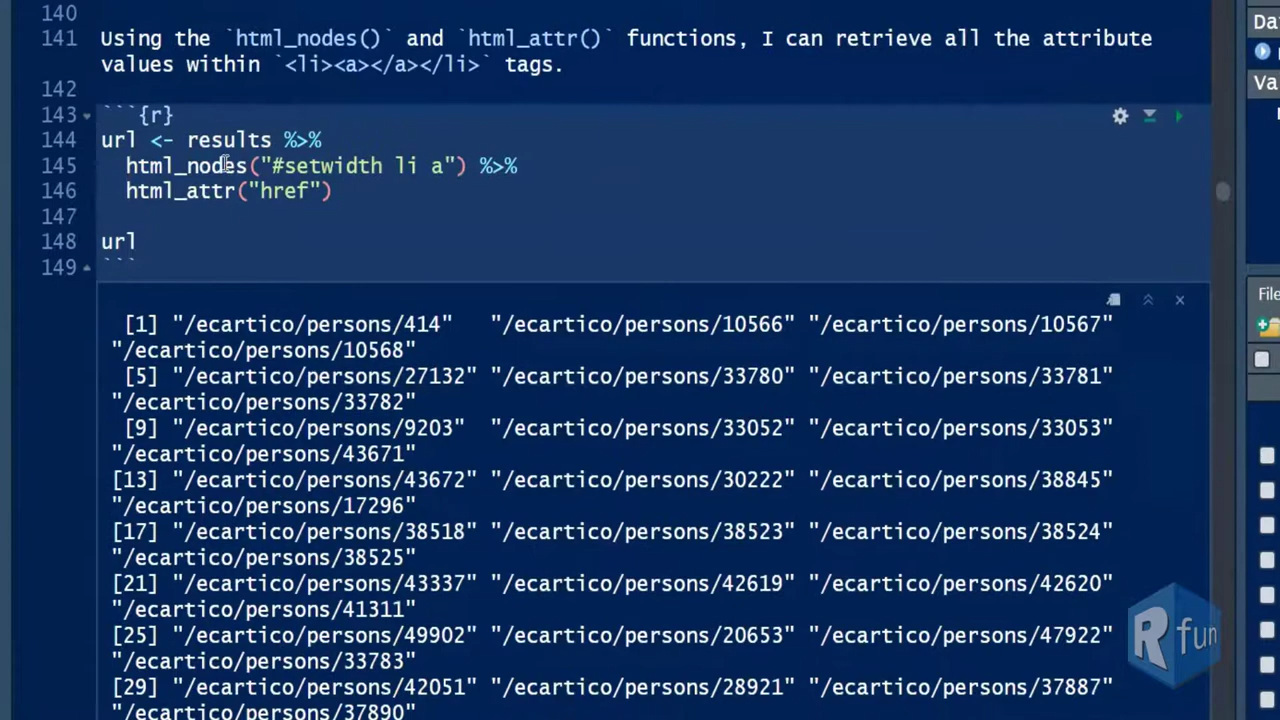 140
141 Using the `html_nodes()` and `html_attr()` functions, I can retrieve all the attribute
values within `<li><a></a></li>` tags.
142
143 ```{r}
144 url <- results %>%
145 html_nodes("#setwidth li a") %>%
146 html_attr("href")
147
148 url
149 ```
[1] "/ecartico/persons/414" "/ecartico/persons/10566" "/ecartico/persons/10567"
"/ecartico/persons/10568"
[5] "/ecartico/persons/27132" "/ecartico/persons/33780" "/ecartico/persons/33781"
"/ecartico/persons/33782"
[9] "/ecartico/persons/9203" "/ecartico/persons/33052" "/ecartico/persons/33053"
"/ecartico/persons/43671"
[13] "/ecartico/persons/43672" "/ecartico/persons/30222" "/ecartico/persons/38845"
"/ecartico/persons/17296"
[17] "/ecartico/persons/38518" "/ecartico/persons/38523" "/ecartico/persons/38524"
"/ecartico/persons/38525"
[21] "/ecartico/persons/43337" "/ecartico/persons/42619" "/ecartico/persons/42620"
"/ecartico/persons/41311"
[25] "/ecartico/persons/49902" "/ecartico/persons/20653" "/ecartico/persons/47922"
"/ecartico/persons/33783"
[29] "/ecartico/persons/42051" "/ecartico/persons/28921" "/ecartico/persons/37887"
"/ecartico/persons/37890"
Da
Va
File
R fun